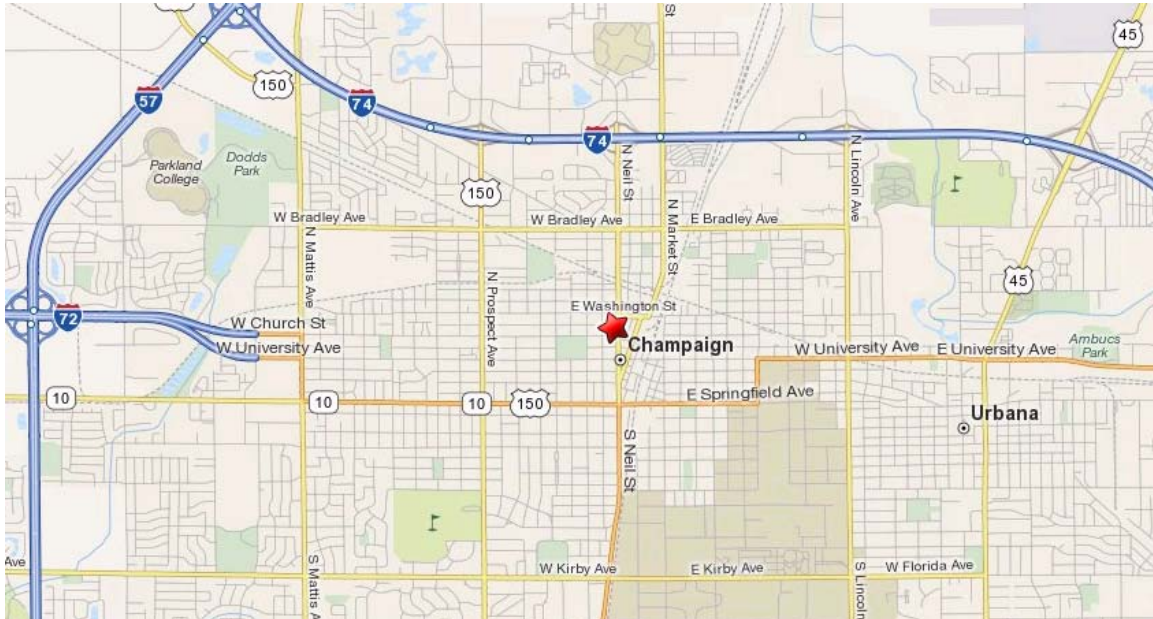 St
45
57
150
74
74
N Neil St
N Lincoln Ave
Parkland
College
Dodds
Park
150
W Bradley Ave
W Bradley Ave
E Bradley Ave
N Mattis Ave
N Market St
N Prospect Ave
45
E Washington St
72
W Church St
W University Ave
Champaign
W University Ave
E University Ave
Ambucs
Park
10
10
10
150
E Springfield Ave
Urbana
S Neil St
Ave
S Mattis A
W Kirby Ave
E Kirby Ave
W Florida Ave
S Lincoln